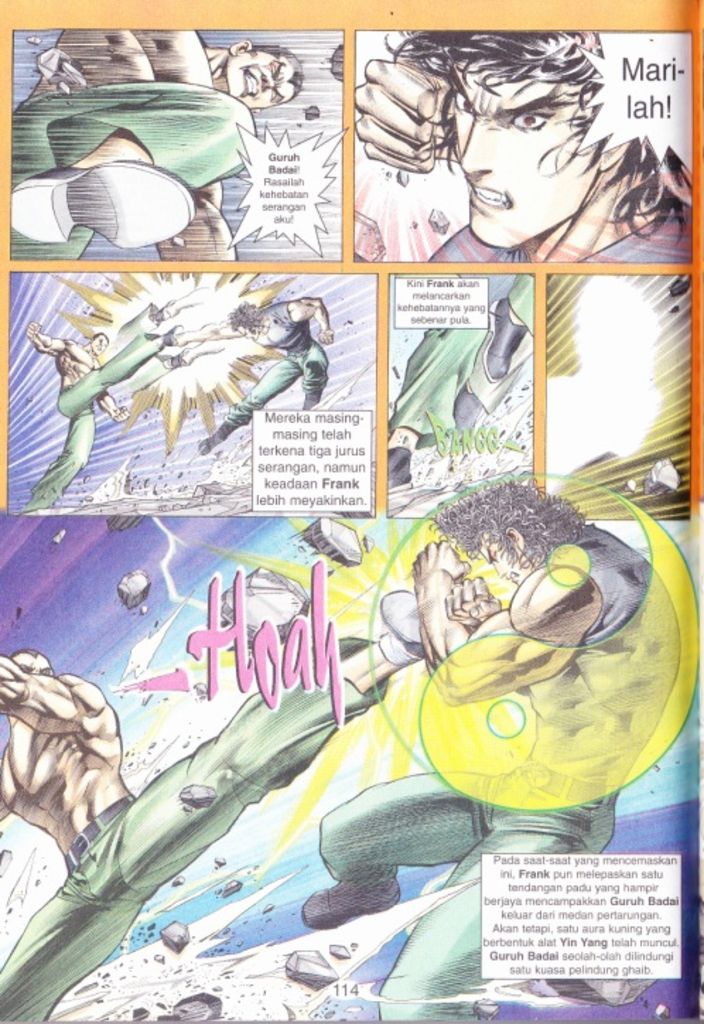 Guruh
Badai!
Rasailah
kehebatan
serangan
aku!
Mari-
lah!
Mereka masing-
masing telah
terkena tiga jurus
serangan, namun
keadaan Frank
lebih meyakinkan.
Kini Frank akan
melancarkan
kehebatannya yang
sebenar pula.
Hoah
Pada saat-saat yang mencemaskan
ini, Frank pun melepaskan satu
tendangan padu yang hampir
berjaya mencampakkan Guruh Badai
keluar dari medan pertarungan.
Akan tetapi, satu aura kuning yang
berbentuk alat Yin Yang telah muncul.
Guruh Badai seolah-olah dilindungi
satu kuasa pelindung ghaib.
114